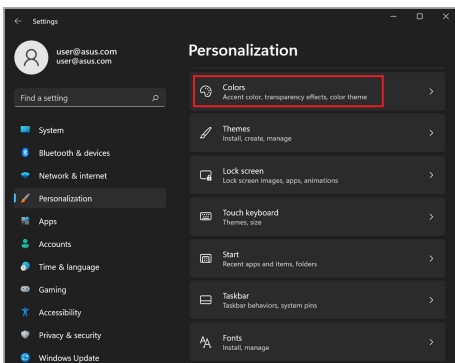 Settings
user@asus.com
user@asus.com
Find a setting
System
Bluetooth & devices
Network & internet
Personalization
Apps
Accounts
Time & language
Gaming
Accessibility
Privacy & security
Windows Update
Personalization
Colors
Accent color, transparency effects, color theme
Themes
Install, create, manage
Lock screen
Lock screen images, apps, animations
Touch keyboard
Themes, size
Start
Recent apps and items, folders
Taskbar
Taskbar behaviors, system pins
Fonts
Install, manage